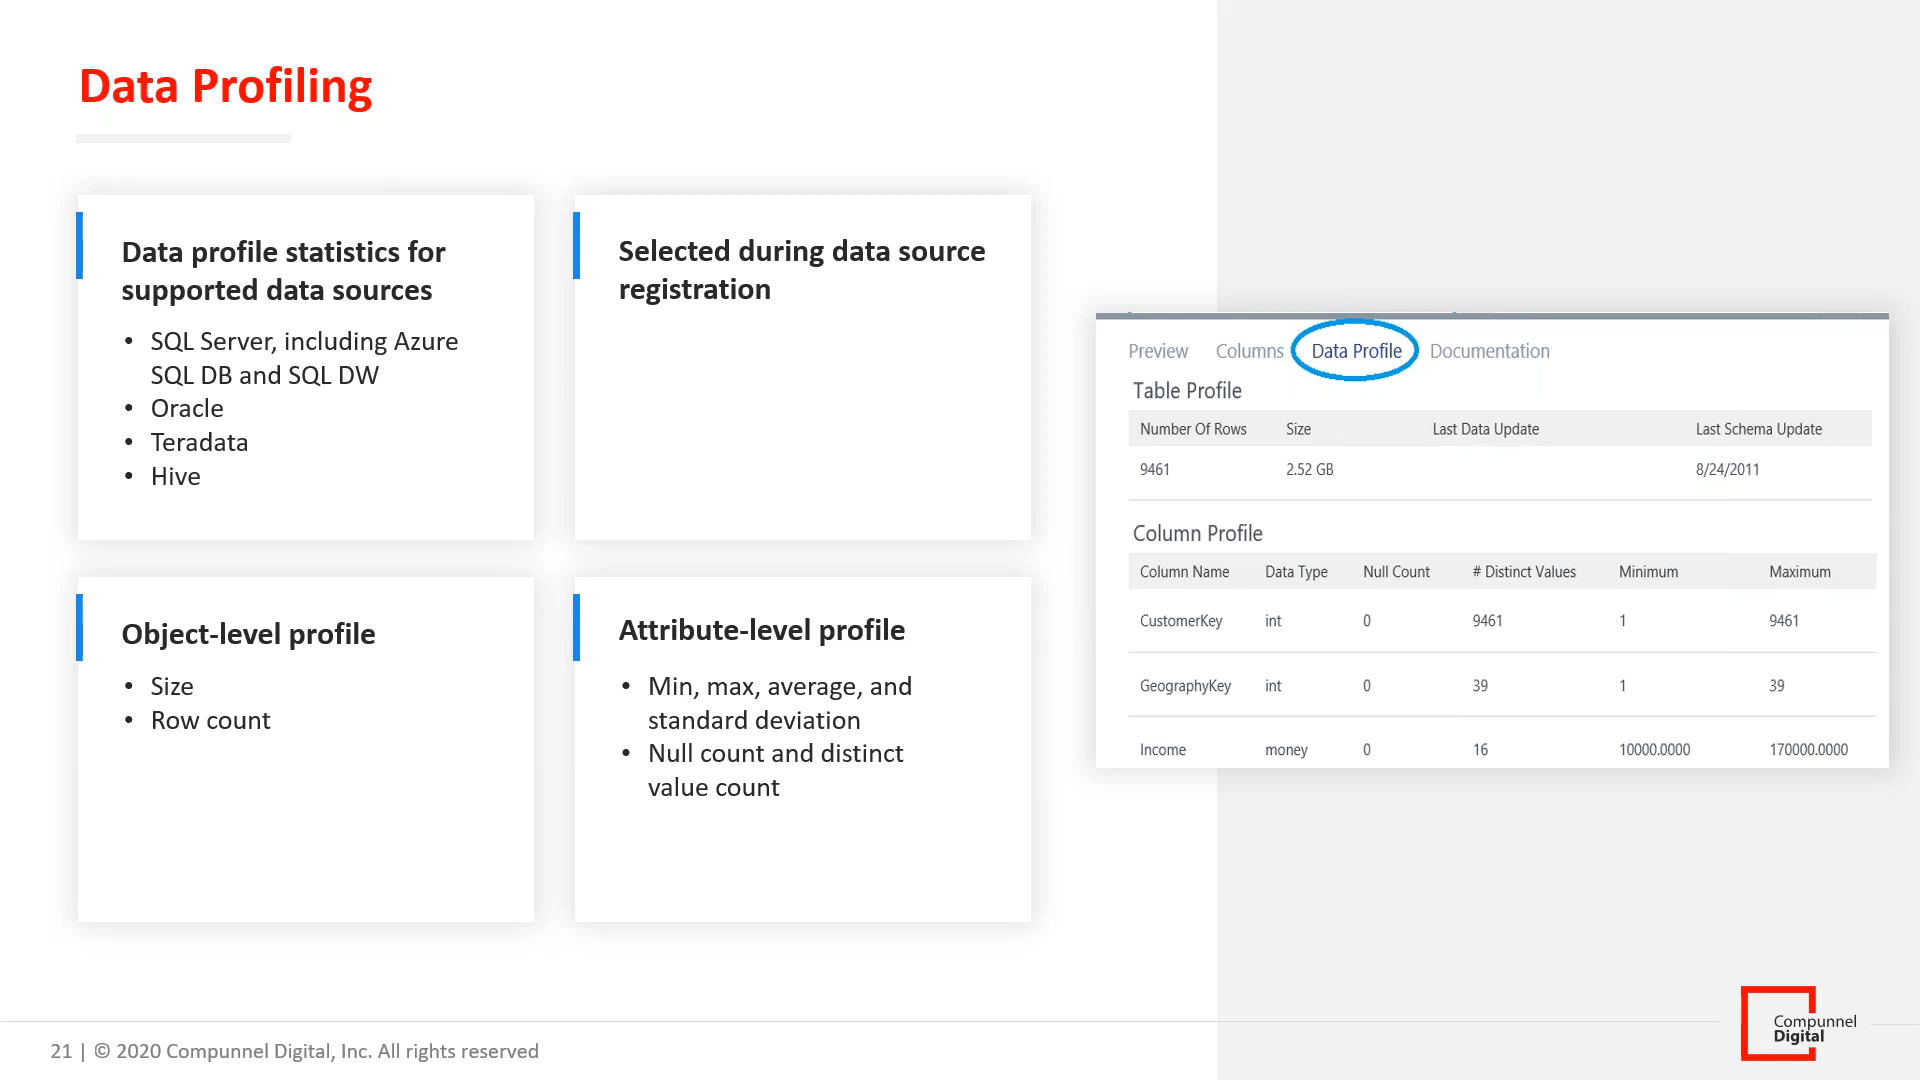 Data Profiling
Data profile statistics for
supported data sources
• SQL Server, including Azure
SQL DB and SQL DW
• Oracle
• Teradata
• Hive
Selected during data source
registration
Object-level profile
• Size
• Row count
Attribute-level profile
• Min, max, average, and
standard deviation
• Null count and distinct
value count
Preview Columns Data Profile Documentation
Table Profile
Number Of Rows Size Last Data Update Last Schema Update
9461 2.52 GB 8/24/2011
Column Profile
Column Name Data Type Null Count # Distinct Values Minimum Maximum
CustomerKey int 0 9461 1 9461
GeographyKey int 0 39 1 39
Income money 0 16 10000.0000 170000.0000
21 | © 2020 Compunnel Digital, Inc. All rights reserved
Compunnel
Digital